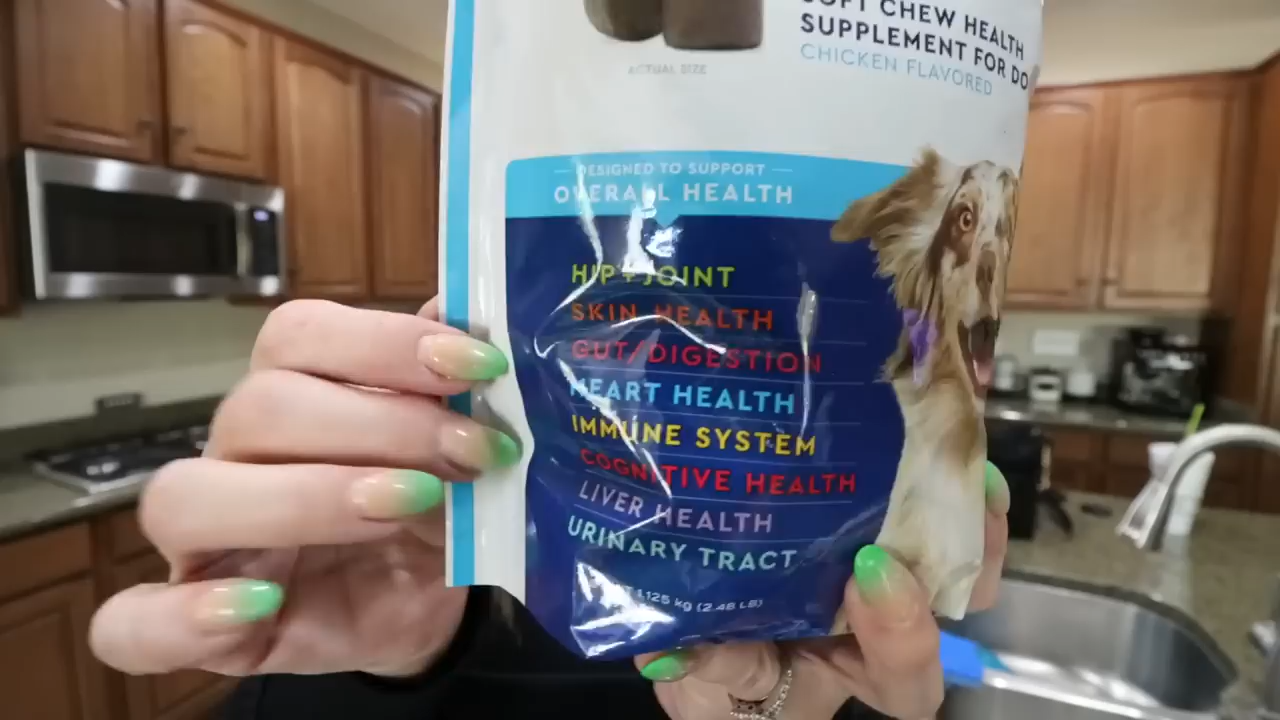 SOFT CHEW HEALTH
SUPPLEMENT FOR DO
CHICKEN FLAVORED
ACTUAL SIZE
DESIGNED TO SUPPORT
OVERALL HEALTH
HIP + JOINT
SKIN HEALTH
GUT/DIGESTION
HEART HEALTH
IMMUNE SYSTEM
COGNITIVE HEALTH
LIVER HEALTH
URINARY TRACT
1.125 kg (2.48 LB)